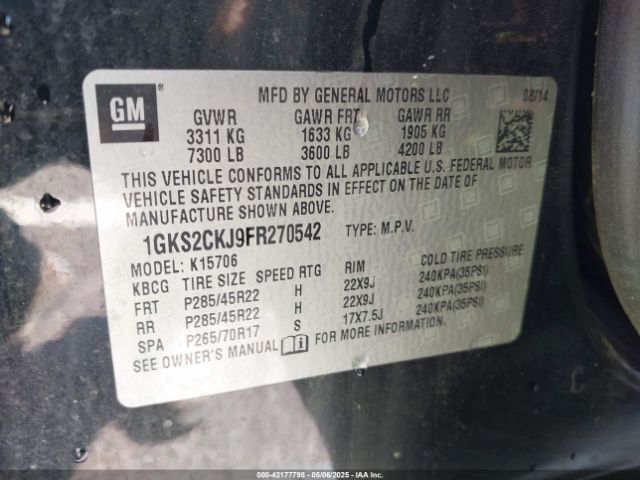 GM
MFD BY GENERAL MOTORS LLC 08/14
GVWR GAWR FRT GAWR RR
3311 KG 1633 KG 1905 KG
7300 LB 3600 LB 4200 LB
THIS VEHICLE CONFORMS TO ALL APPLICABLE U.S. FEDERAL MOTOR
VEHICLE SAFETY STANDARDS IN EFFECT ON THE DATE OF
MANUFACTURE SHOWN ABOVE.
1GKS2CKJ9FR270542 TYPE: M.P.V.
MODEL: K15706
KBCG TIRE SIZE SPEED RTG RIM COLD TIRE PRESSURE
FRT P285/45R22 H 22X9J 240KPA(35PSI)
RR P285/45R22 H 22X9J 240KPA(35PSI)
SPA P265/70R17 S 17X7.5J 240KPA(35PSI)
SEE OWNER'S MANUAL FOR MORE INFORMATION.
000-42177798 - 05/06/2025 - IAA Inc.